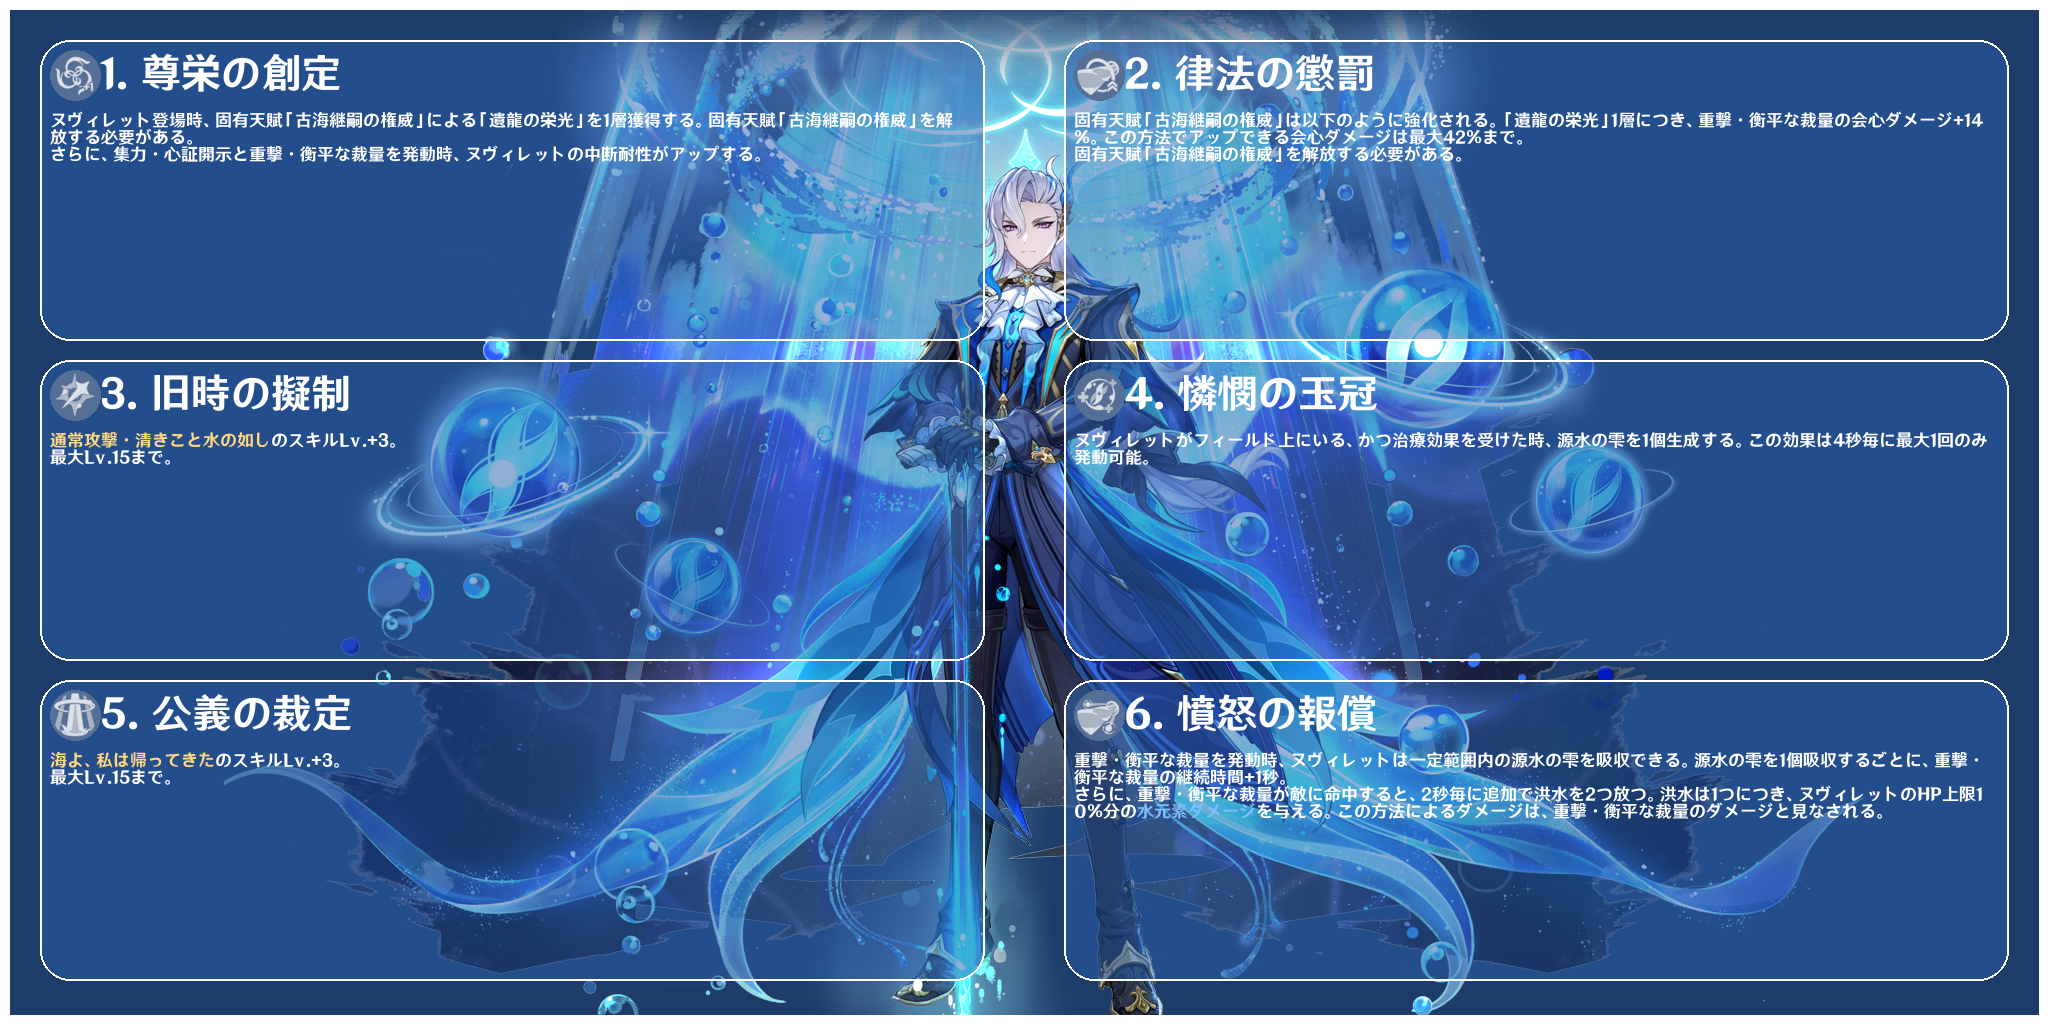 1. 尊栄の創定
ヌヴィレット登場時、固有天賦「古海継嗣の権威」による「遺龍の栄光」を1層獲得する。固有天賦「古海継嗣の権威」を解
放する必要がある。
さらに、集力・心証開示と重撃・衡平な裁量を発動時、ヌヴィレットの中断耐性がアップする。
2. 律法の懲罰
固有天賦「古海継嗣の権威」は以下のように強化される。「遺龍の栄光」1層につき、重撃・衡平な裁量の会心ダメージ+14
%。この方法でアップできる会心ダメージは最大42%まで。
固有天賦「古海継嗣の権威」を解放する必要がある。
3. 旧時の擬制
通常攻撃・清きこと水の如しのスキルLv.+3。
最大Lv.15まで。
4. 憐憫の玉冠
ヌヴィレットがフィールド上にいる、かつ治療効果を受けた時、源水の雫を1個生成する。この効果は4秒毎に最大1回のみ
発動可能。
5. 公義の裁定
海よ、私は帰ってきたのスキルLv.+3。
最大Lv.15まで。
6. 憤怒の報償
重撃・衡平な裁量を発動時、ヌヴィレットは一定範囲内の源水の雫を吸収できる。源水の雫を1個吸収するごとに、重撃・
衡平な裁量の継続時間+1秒。
さらに、重撃・衡平な裁量が敵に命中すると、2秒毎に追加で洪水を2つ放つ。洪水は1つにつき、ヌヴィレットのHP上限1
0%分の水元素ダメージを与える。この方法によるダメージは、重撃・衡平な裁量のダメージと見なされる。